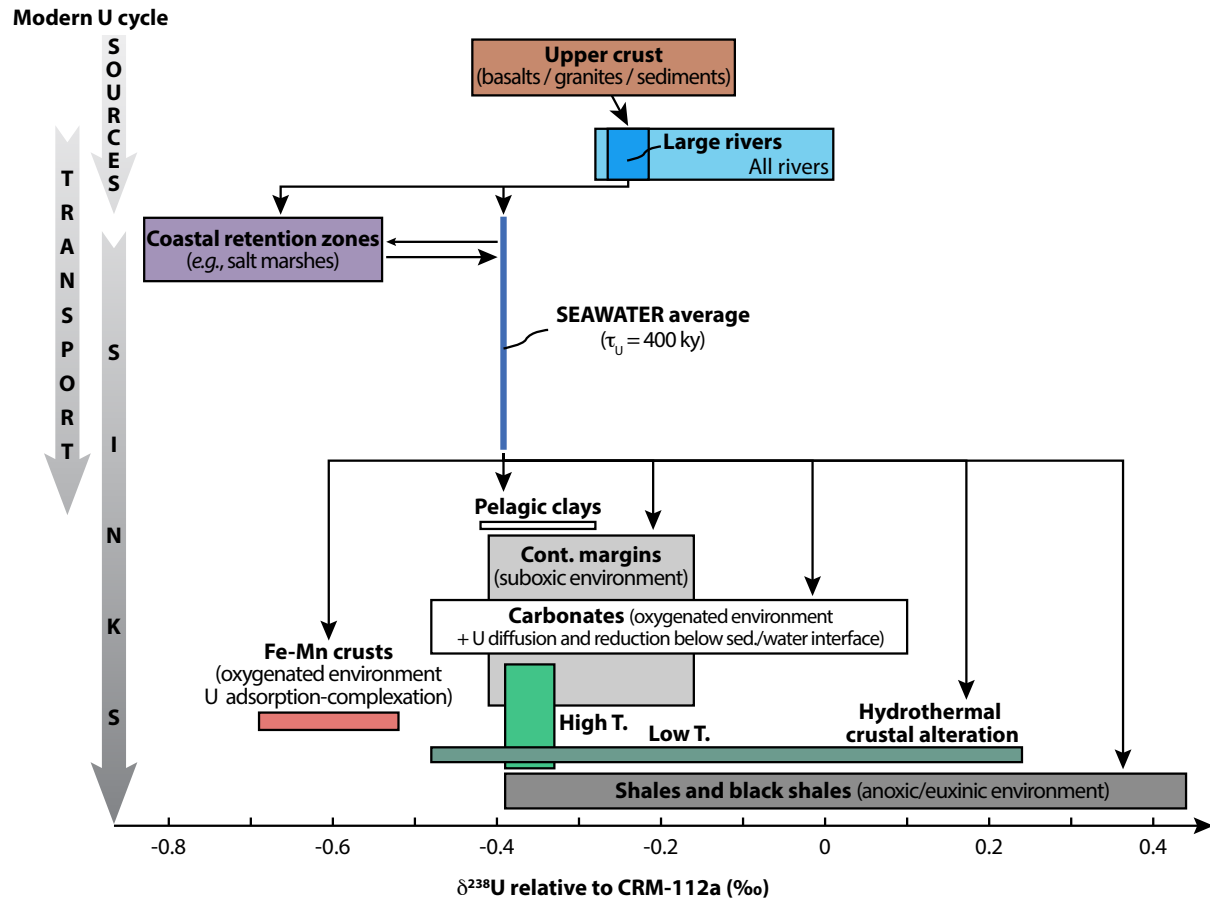 Modern U cycle
SOURCES
TRANSPORT
SINKS
Upper crust
(basalts / granites / sediments)
Large rivers
All rivers
Coastal retention zones
(e.g., salt marshes)
SEAWATER average
(τU = 400 ky)
Pelagic clays
Cont. margins
(suboxic environment)
Carbonates (oxygenated environment
+ U diffusion and reduction below sed./water interface)
Fe-Mn crusts
(oxygenated environment
U adsorption-complexation)
High T.
Low T.
Hydrothermal
crustal alteration
Shales and black shales (anoxic/euxinic environment)
-0.8 -0.6 -0.4 -0.2 0 0.2 0.4
δ²³⁸U relative to CRM-112a (‰)